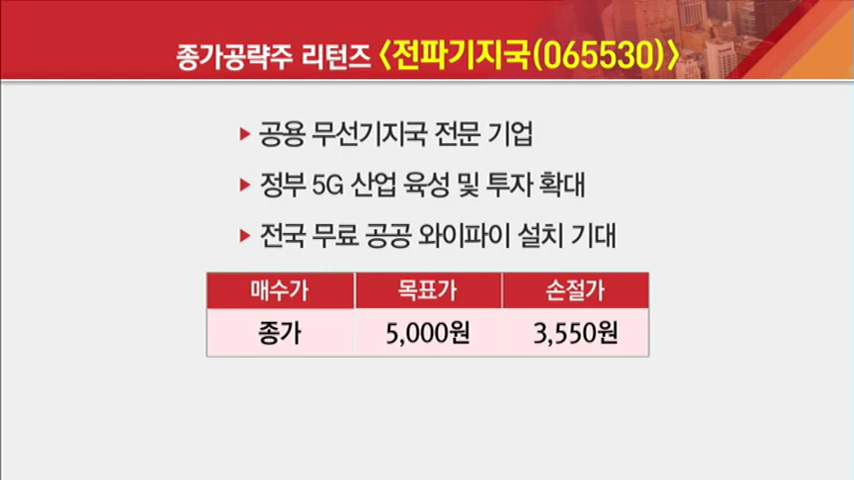 종가공략주 리턴즈 <전파기지국(065530)>
▶ 공용 무선기지국 전문 기업
▶ 정부 5G 산업 육성 및 투자 확대
▶ 전국 무료 공공 와이파이 설치 기대
매수가 목표가 손절가
종가 5,000원 3,550원